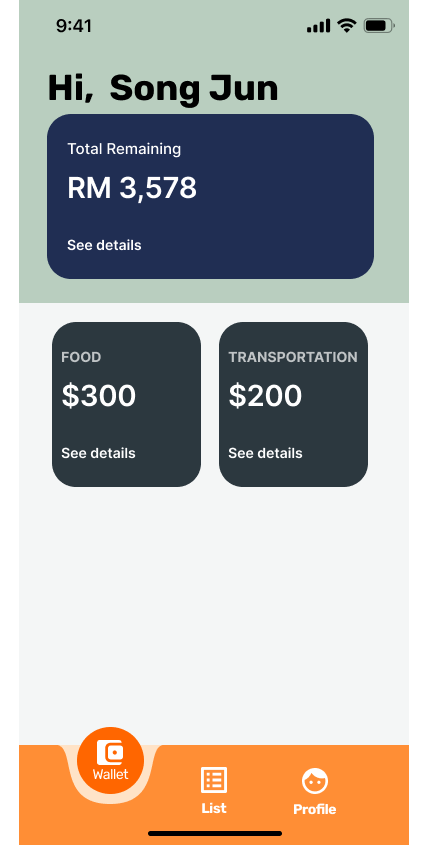 9:41
Hi,  Song Jun
Total Remaining
RM 3,578
See details
FOOD
TRANSPORTATION
$300
$200
See details
See details
Wallet
List
Profile